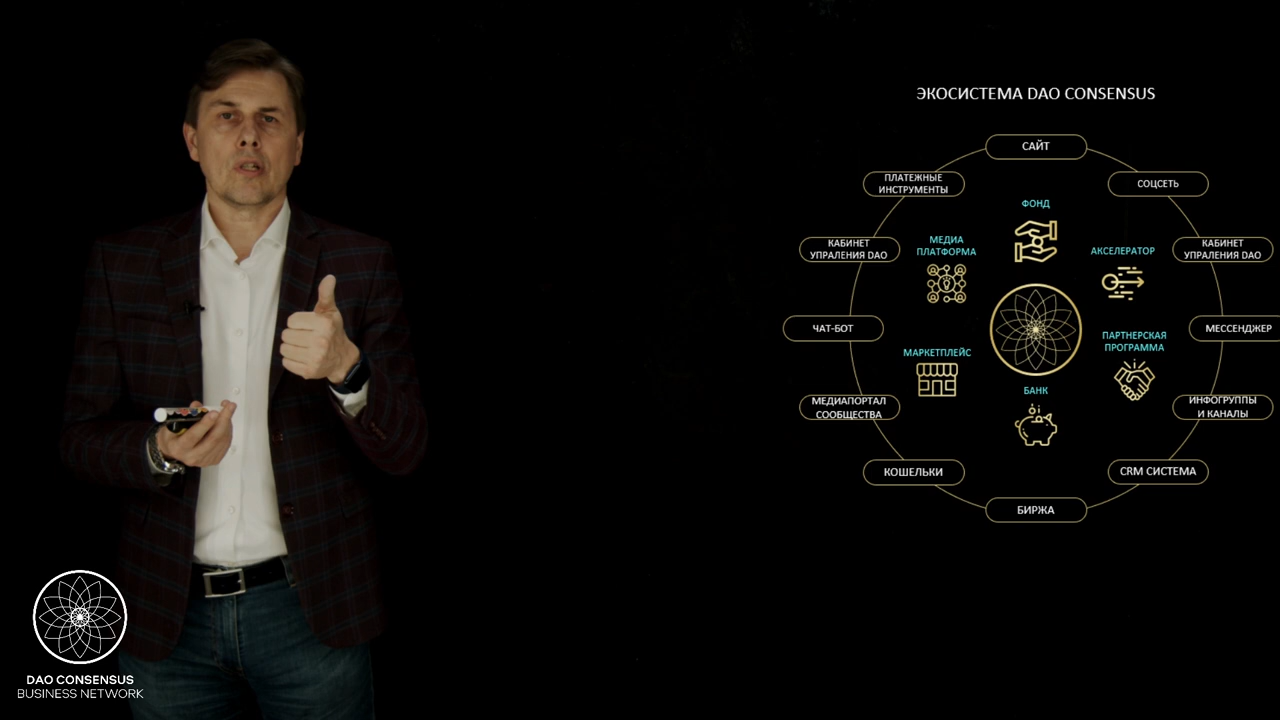 ЭКОСИСТЕМА DAO CONSENSUS
САЙТ
ПЛАТЕЖНЫЕ
ИНСТРУМЕНТЫ
СОЦСЕТЬ
ФОНД
МЕДИА
ПЛАТФОРМА
АКСЕЛЕРАТОР
КАБИНЕТ
УПРАЛЕНИЯ DAO
КАБИНЕТ
УПРАЛЕНИЯ DAO
ЧАТ-БОТ
МЕССЕНДЖЕР
МАРКЕТПЛЕЙС
ПАРТНЕРСКАЯ
ПРОГРАММА
БАНК
МЕДИАПОРТАЛ
СООБЩЕСТВА
ИНФОГРУППЫ
И КАНАЛЫ
КОШЕЛЬКИ
CRM СИСТЕМА
БИРЖА
DAO CONSENSUS
BUSINESS NETWORK